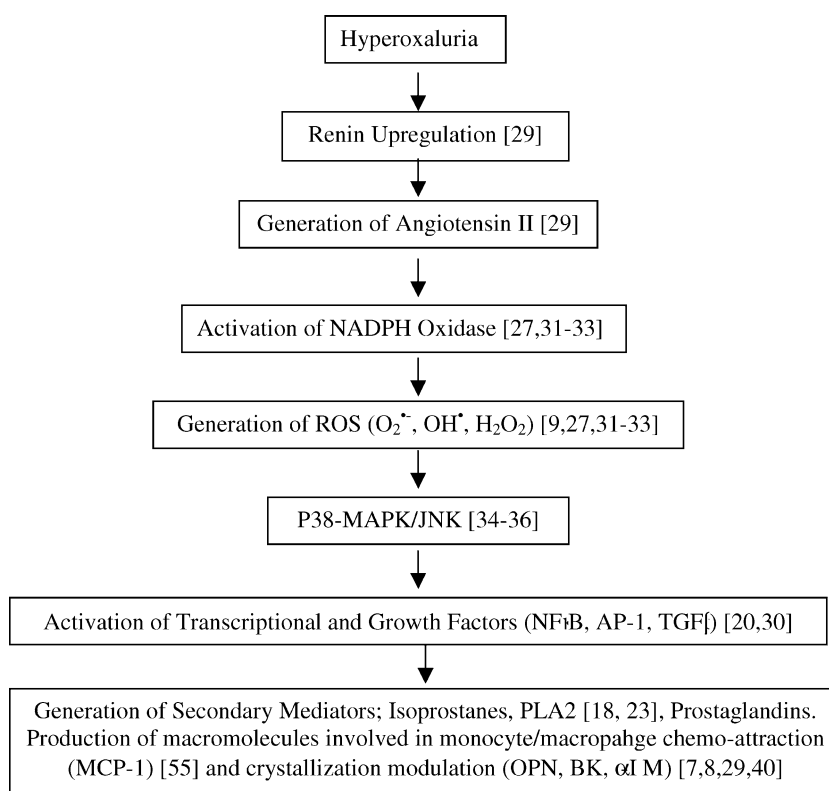 Hyperoxaluria
Renin Upregulation [29]
Generation of Angiotensin II [29]
Activation of NADPH Oxidase [27,31-33]
Generation of ROS (O₂•-, OH•, H₂O₂) [9,27,31-33]
P38-MAPK/JNK [34-36]
Activation of Transcriptional and Growth Factors (NFŧB, AP-1, TGFʃ) [20,30]
Generation of Secondary Mediators; Isoprostanes, PLA2 [18, 23], Prostaglandins.
Production of macromolecules involved in monocyte/macropahge chemo-attraction
(MCP-1) [55] and crystallization modulation (OPN, BK, αI M) [7,8,29,40]